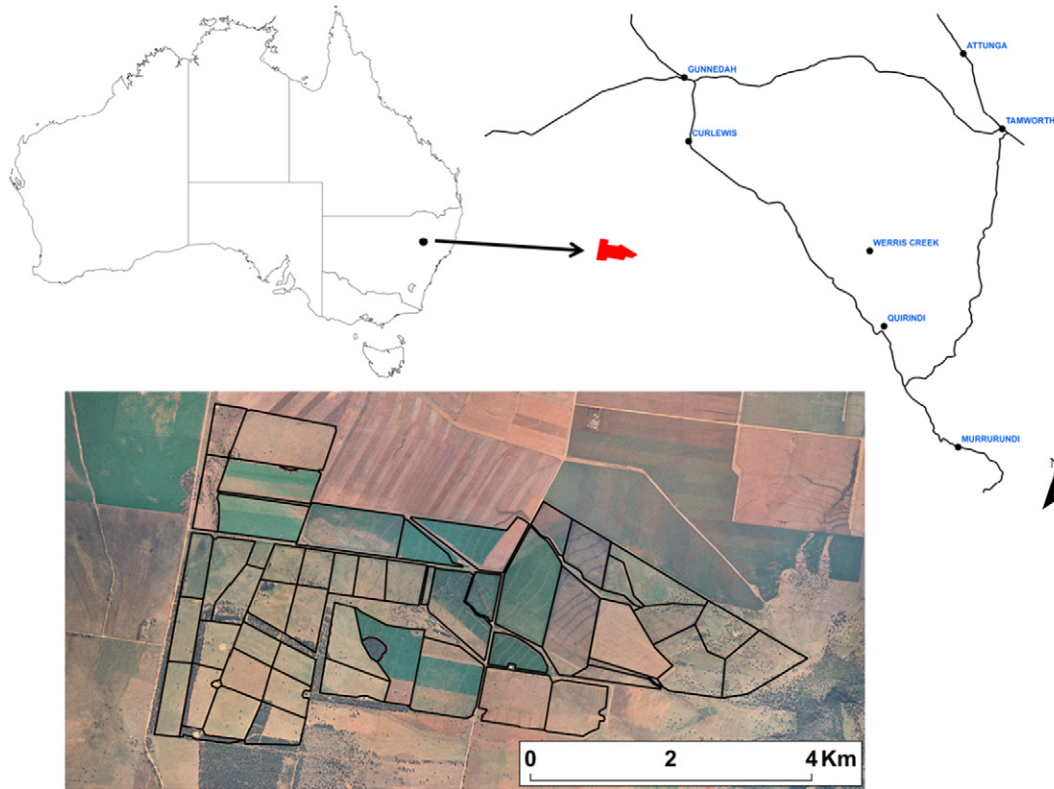 ATTUNGA
GUNNEDAH
TAMWORTH
CURLEWIS
WERRIS CREEK
QUIRINDI
MURRURUNDI
N
0 2 4 Km